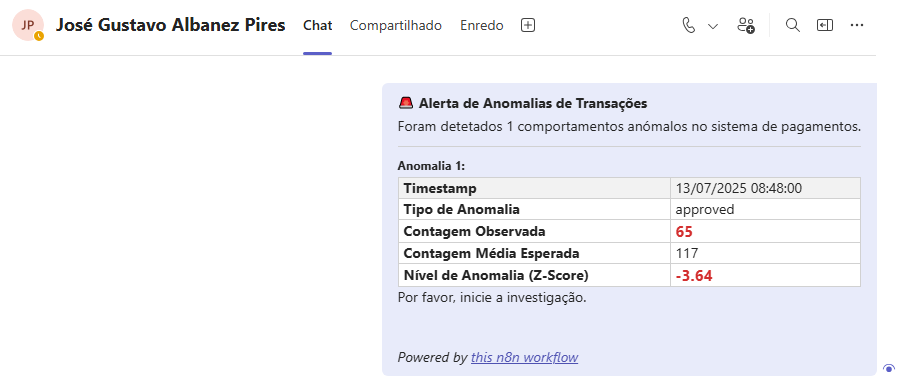 JP José Gustavo Albanez Pires Chat Compartilhado Enredo
🚨 Alerta de Anomalias de Transações
Foram detetados 1 comportamentos anómalos no sistema de pagamentos.
Anomalia 1:
Timestamp 13/07/2025 08:48:00
Tipo de Anomalia approved
Contagem Observada 65
Contagem Média Esperada 117
Nível de Anomalia (Z-Score) -3.64
Por favor, inicie a investigação.
Powered by this n8n workflow